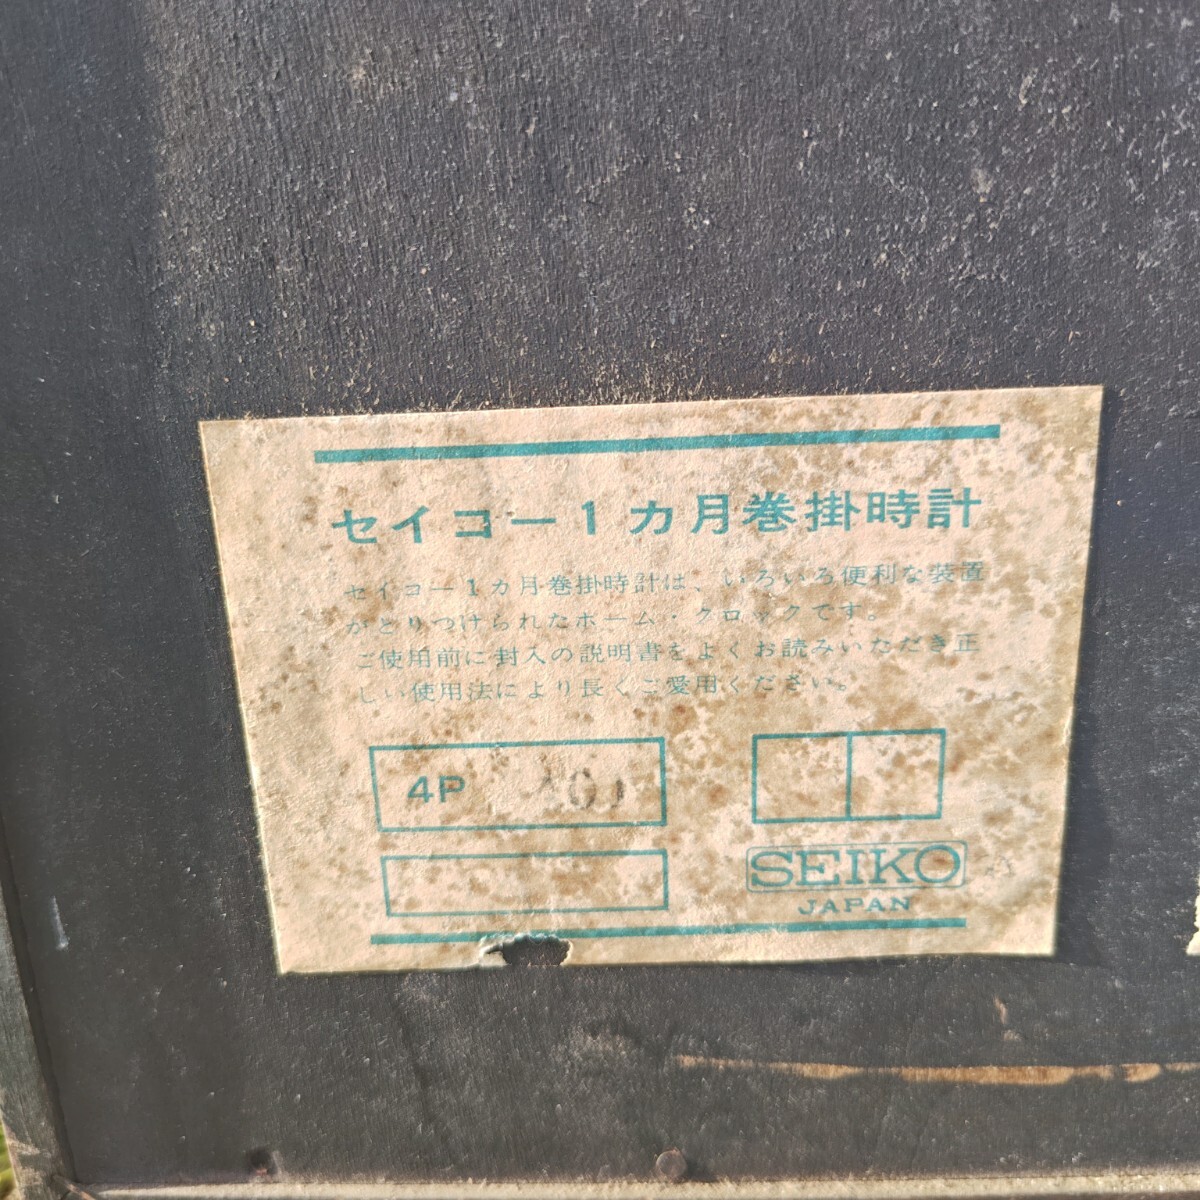 セイコー1カ月巻掛時計
セイコー1カ月巻掛時計は、いろいろ便利な装置
がとりつけられたホーム・クロックです。
ご使用前に封入の説明書をよくお読みいただき正
しい使用法により長くご愛用ください。
4P
SEIKO
JAPAN